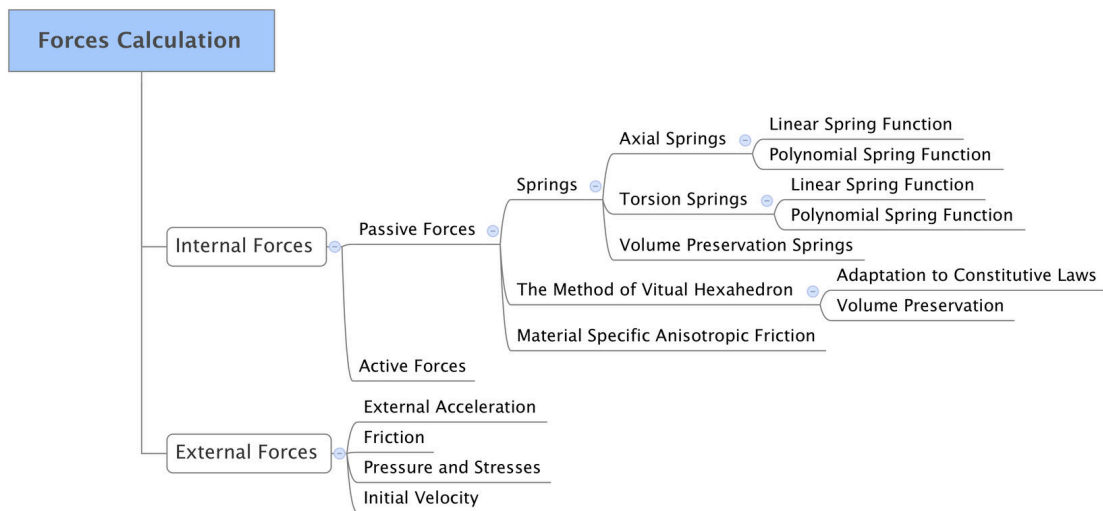 Forces Calculation
Internal Forces
Passive Forces
Springs
Axial Springs
Linear Spring Function
Polynomial Spring Function
Torsion Springs
Linear Spring Function
Polynomial Spring Function
Volume Preservation Springs
The Method of Vitual Hexahedron
Adaptation to Constitutive Laws
Volume Preservation
Material Specific Anisotropic Friction
Active Forces
External Forces
External Acceleration
Friction
Pressure and Stresses
Initial Velocity